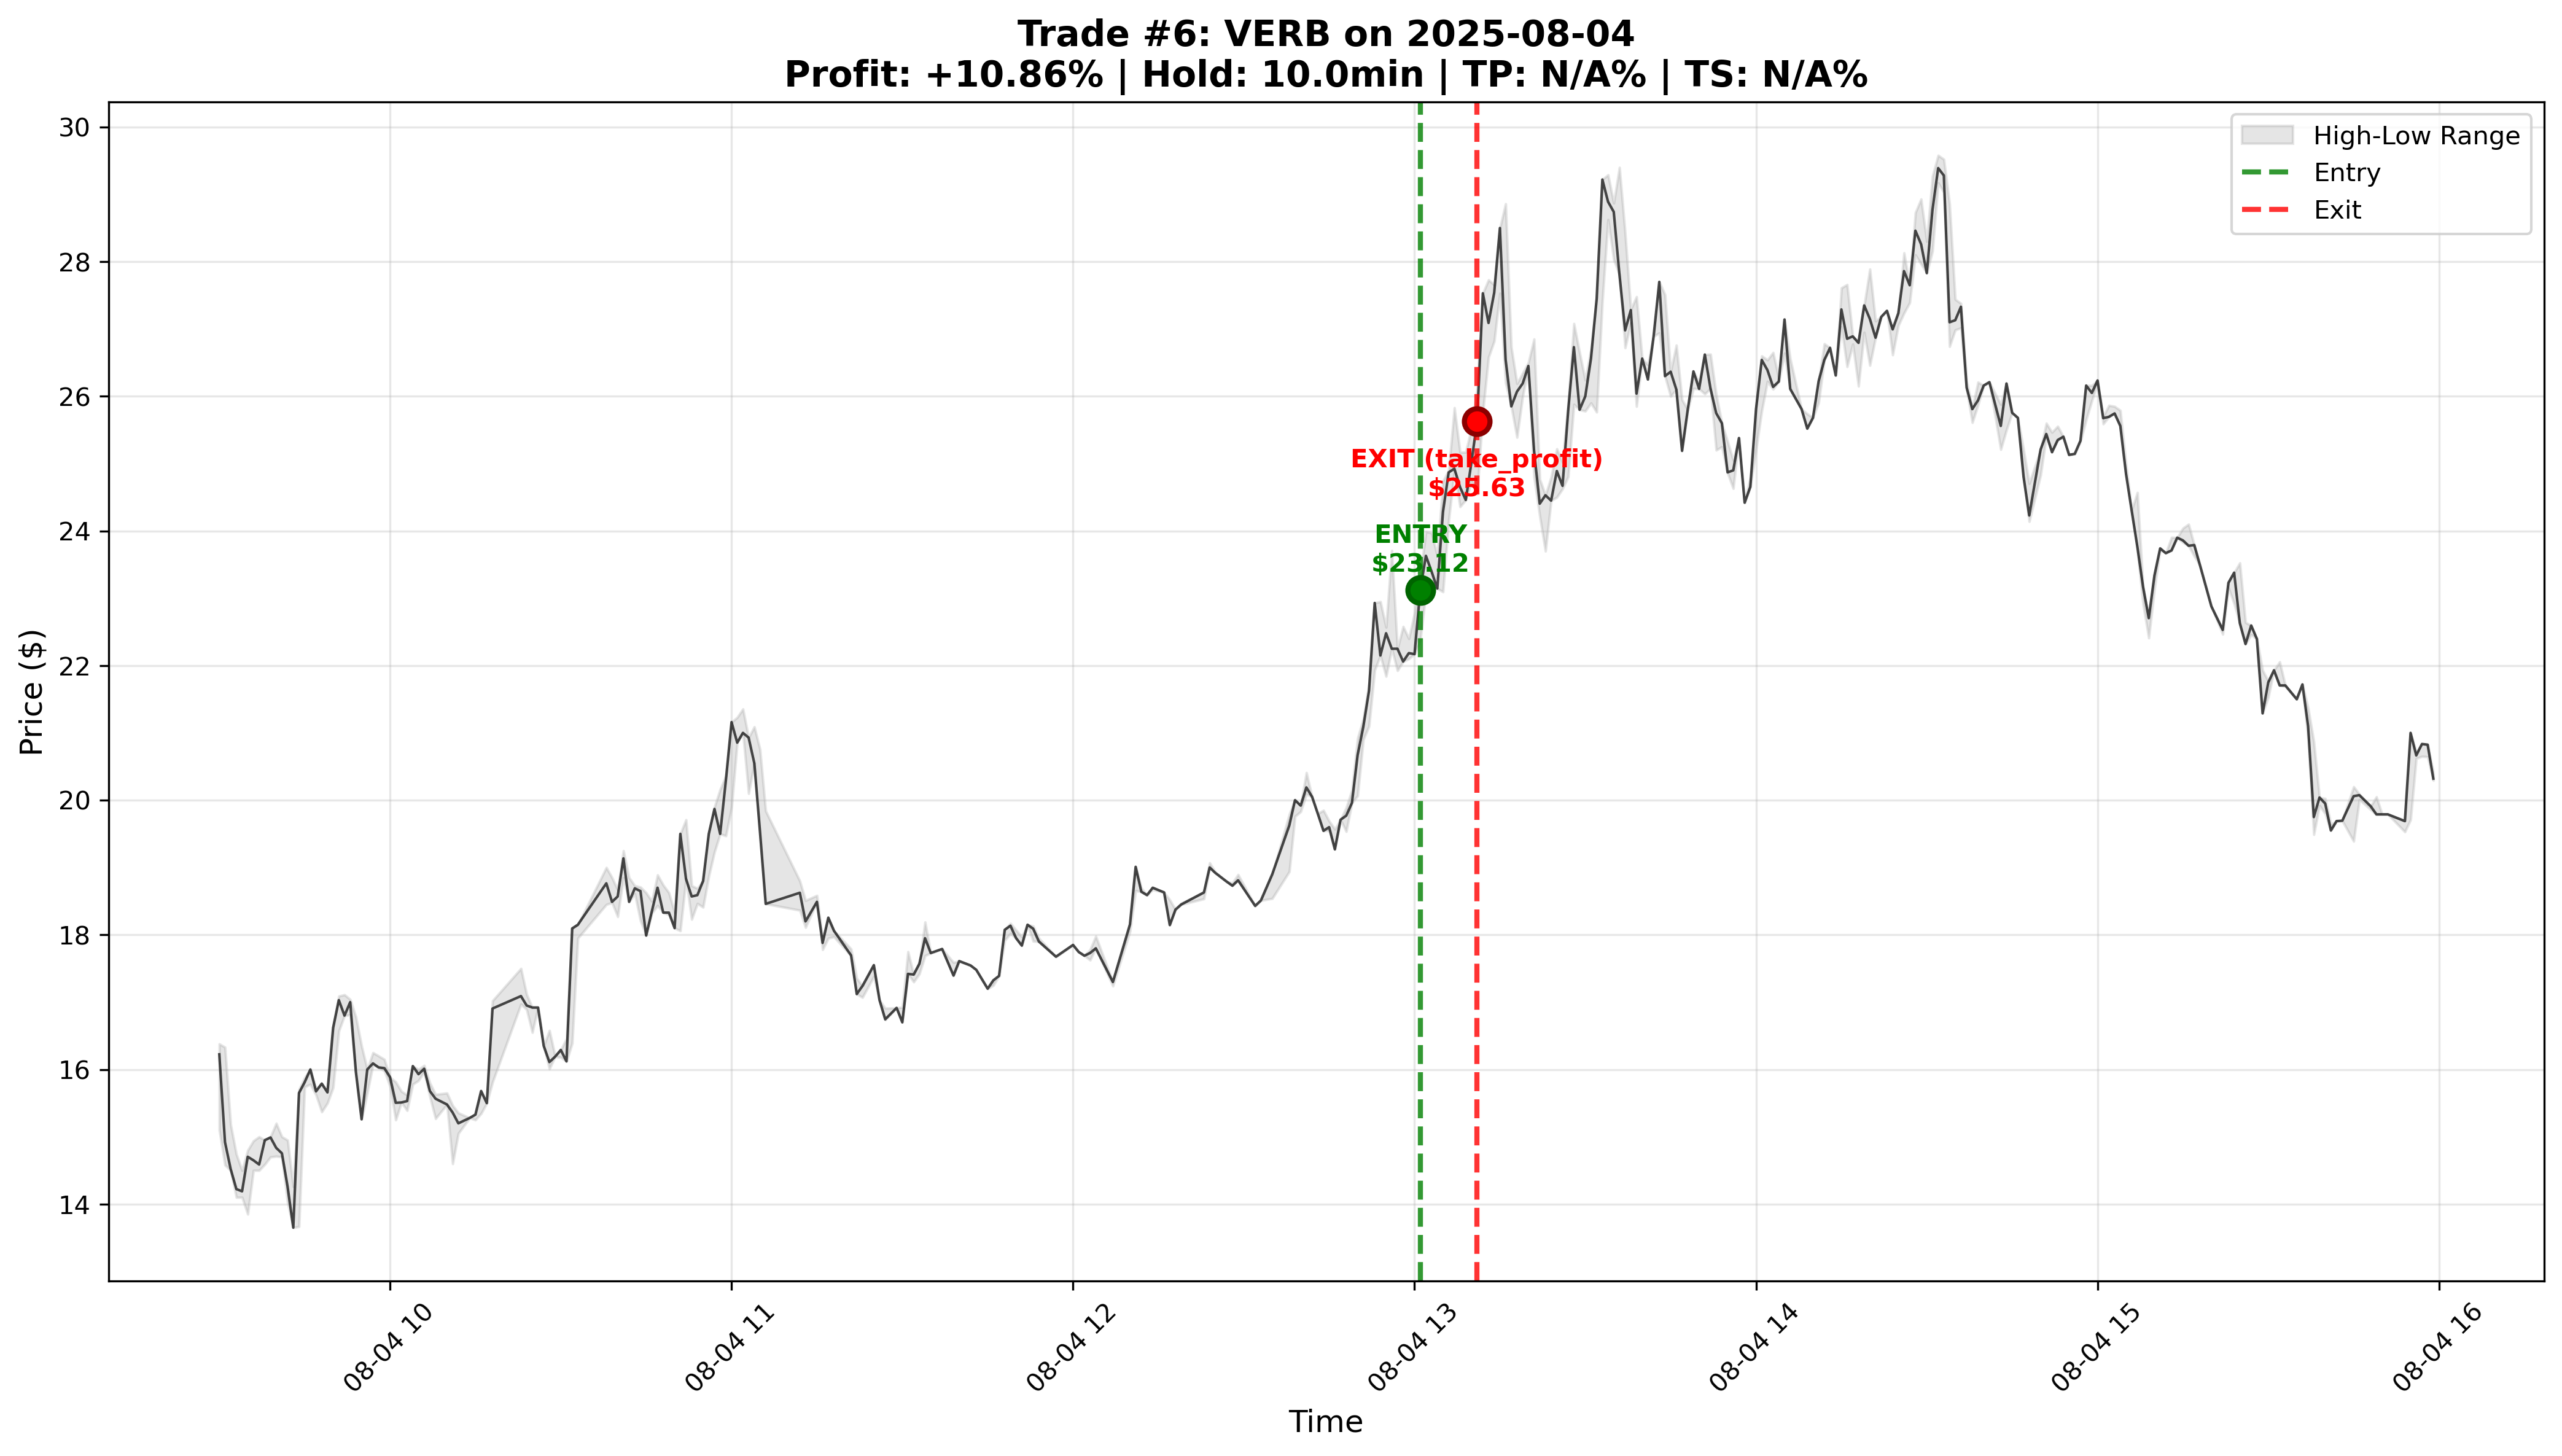 Trade #6: VERB on 2025-08-04
Profit: +10.86% | Hold: 10.0min | TP: N/A% | TS: N/A%
High-Low Range
Entry
Exit
EXIT (take_profit)
$25.63
ENTRY
$23.12
Price ($)
30
28
26
24
22
20
18
16
14
08-04 10
08-04 11
08-04 12
08-04 13
08-04 14
08-04 15
08-04 16
Time